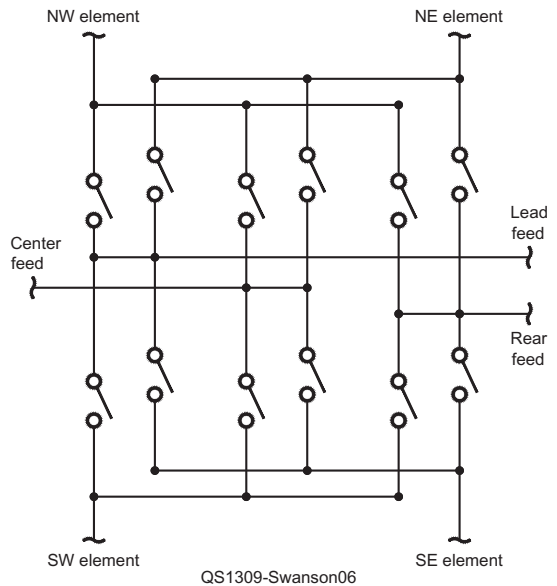 NW element
NE element
Lead
feed
Center
feed
Rear
feed
SW element
SE element
QS1309-Swanson06